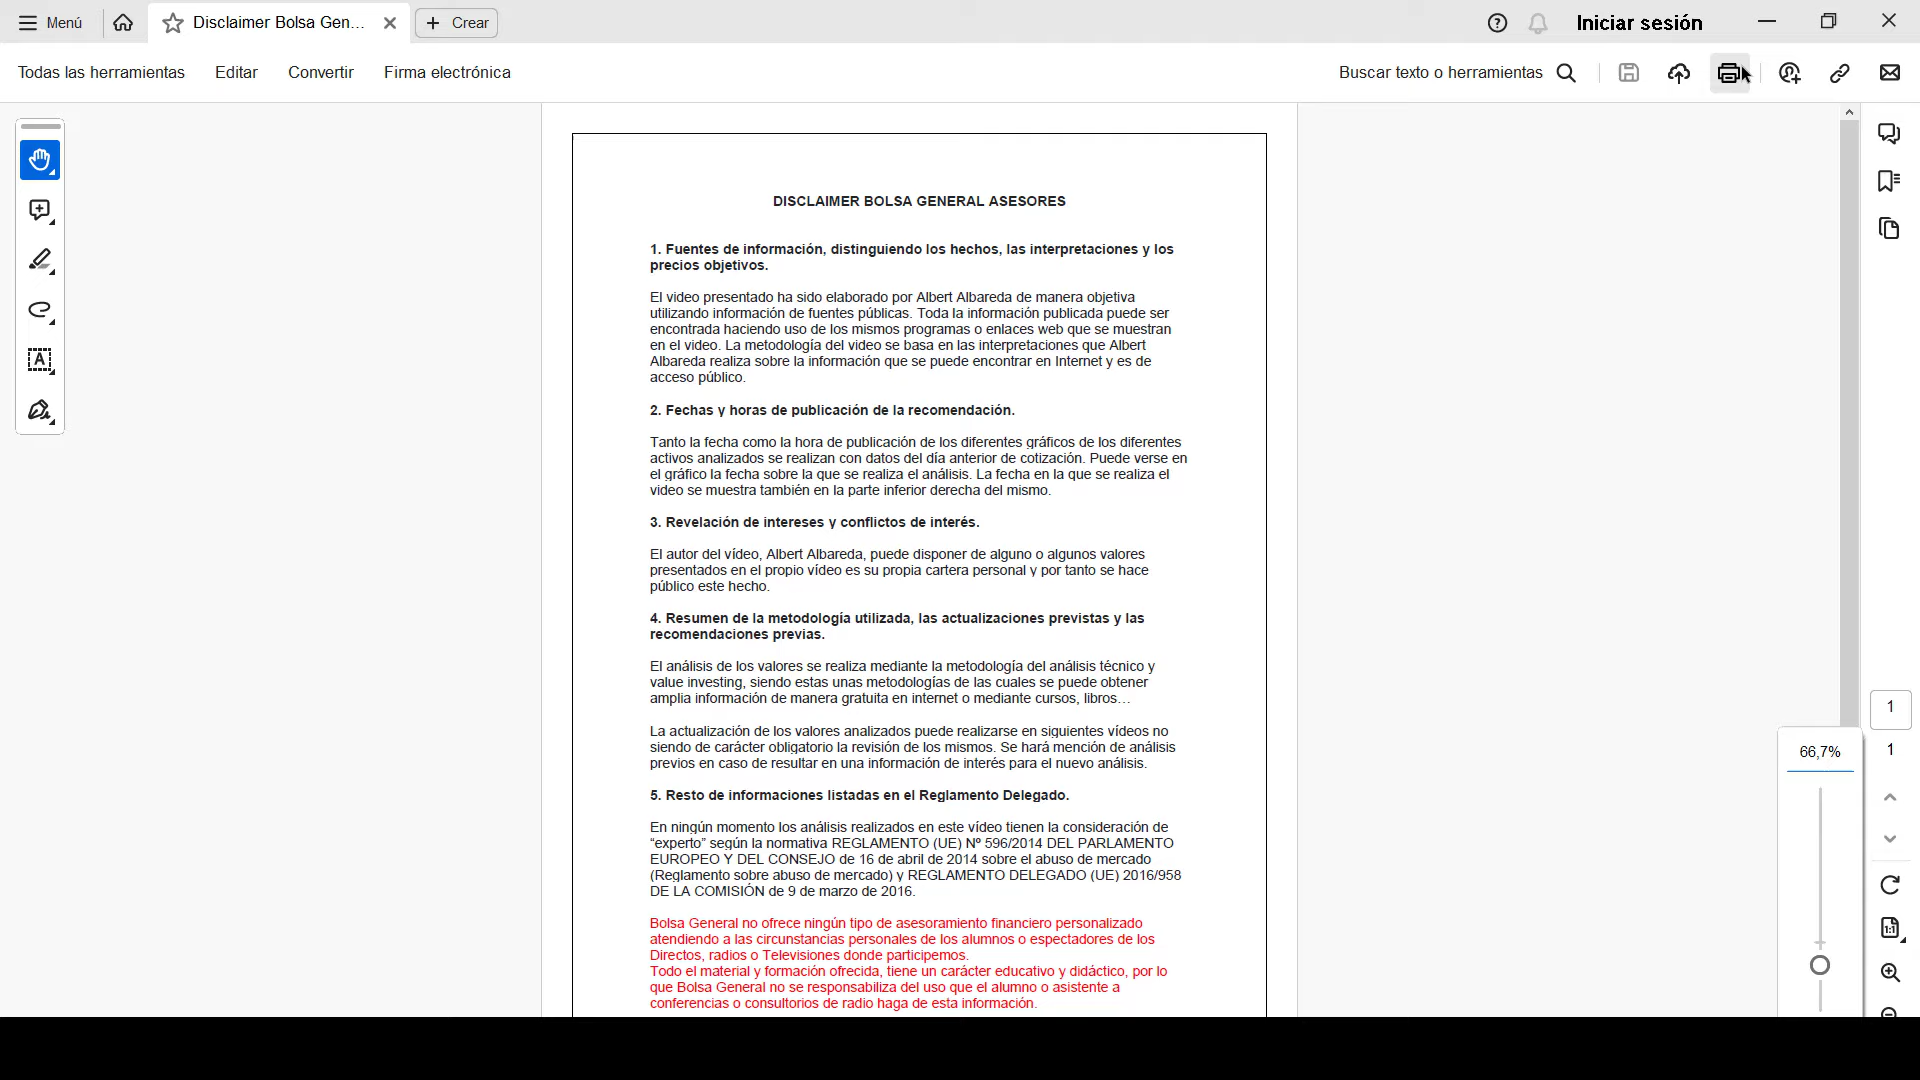 Menú
Disclaimer Bolsa Gen...
Crear
Iniciar sesión
Todas las herramientas
Editar
Convertir
Firma electrónica
Buscar texto o herramientas
DISCLAIMER BOLSA GENERAL ASESORES
1. Fuentes de información, distinguiendo los hechos, las interpretaciones y los
precios objetivos.
El video presentado ha sido elaborado por Albert Albareda de manera objetiva
utilizando información de fuentes públicas. Toda la información publicada puede ser
encontrada haciendo uso de los mismos programas o enlaces web que se muestran
en el video. La metodología del video se basa en las interpretaciones que Albert
Albareda realiza sobre la información que se puede encontrar en Internet y es de
acceso público.
2. Fechas y horas de publicación de la recomendación.
Tanto la fecha como la hora de publicación de los diferentes gráficos de los diferentes
activos analizados se realizan con datos del día anterior de cotización. Puede verse en
el gráfico la fecha sobre la que se realiza el análisis. La fecha en la que se realiza el
video se muestra también en la parte inferior derecha del mismo.
3. Revelación de intereses y conflictos de interés.
El autor del vídeo, Albert Albareda, puede disponer de alguno o algunos valores
presentados en el propio vídeo es su propia cartera personal y por tanto se hace
público este hecho.
4. Resumen de la metodología utilizada, las actualizaciones previstas y las
recomendaciones previas.
El análisis de los valores se realiza mediante la metodología del análisis técnico y
value investing, siendo estas unas metodologías de las cuales se puede obtener
amplia información de manera gratuita en internet o mediante cursos, libros…
La actualización de los valores analizados puede realizarse en siguientes vídeos no
siendo de carácter obligatorio la revisión de los mismos. Se hará mención de análisis
previos en caso de resultar en una información de interés para el nuevo análisis.
5. Resto de informaciones listadas en el Reglamento Delegado.
En ningún momento los análisis realizados en este vídeo tienen la consideración de
“experto” según la normativa REGLAMENTO (UE) Nº 596/2014 DEL PARLAMENTO
EUROPEO Y DEL CONSEJO de 16 de abril de 2014 sobre el abuso de mercado
(Reglamento sobre abuso de mercado) y REGLAMENTO DELEGADO (UE) 2016/958
DE LA COMISIÓN de 9 de marzo de 2016.
Bolsa General no ofrece ningún tipo de asesoramiento financiero personalizado
atendiendo a las circunstancias personales de los alumnos o espectadores de los
Directos, radios o Televisiones donde participemos.
Todo el material y formación ofrecida, tiene un carácter educativo y didáctico, por lo
que Bolsa General no se responsabiliza del uso que el alumno o asistente a
conferencias o consultorios de radio haga de esta información.
1
66,7%
1